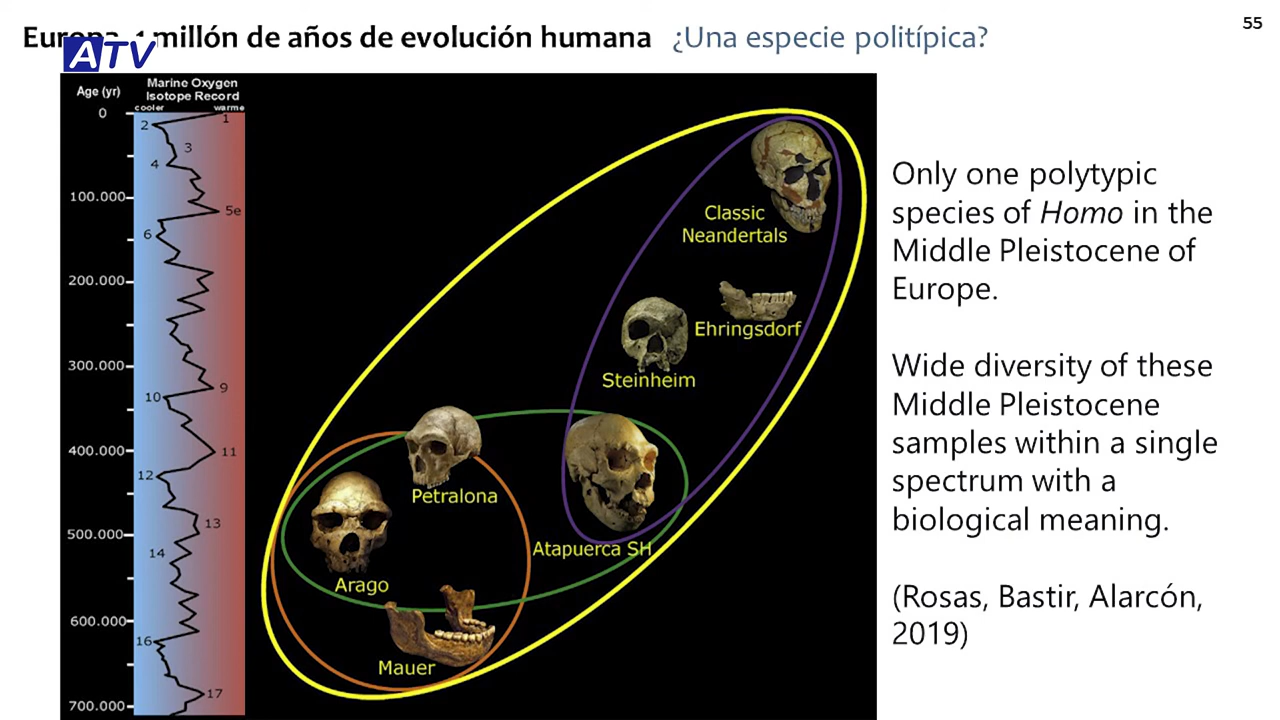 Europa, 1 millón de años de evolución humana ¿Una especie politípica?
55
ATV
Marine Oxygen
Isotope Record
Age (yr)
cooler warme
0
1
2
3
4
100.000
5e
6
200.000
300.000
9
10
400.000
11
12
13
500.000
14
600.000
16
17
700.000
Classic
Neandertals
Ehringsdorf
Steinheim
Petralona
Atapuerca SH
Arago
Mauer
Only one polytypic
species of Homo in the
Middle Pleistocene of
Europe.
Wide diversity of these
Middle Pleistocene
samples within a single
spectrum with a
biological meaning.
(Rosas, Bastir, Alarcón,
2019)